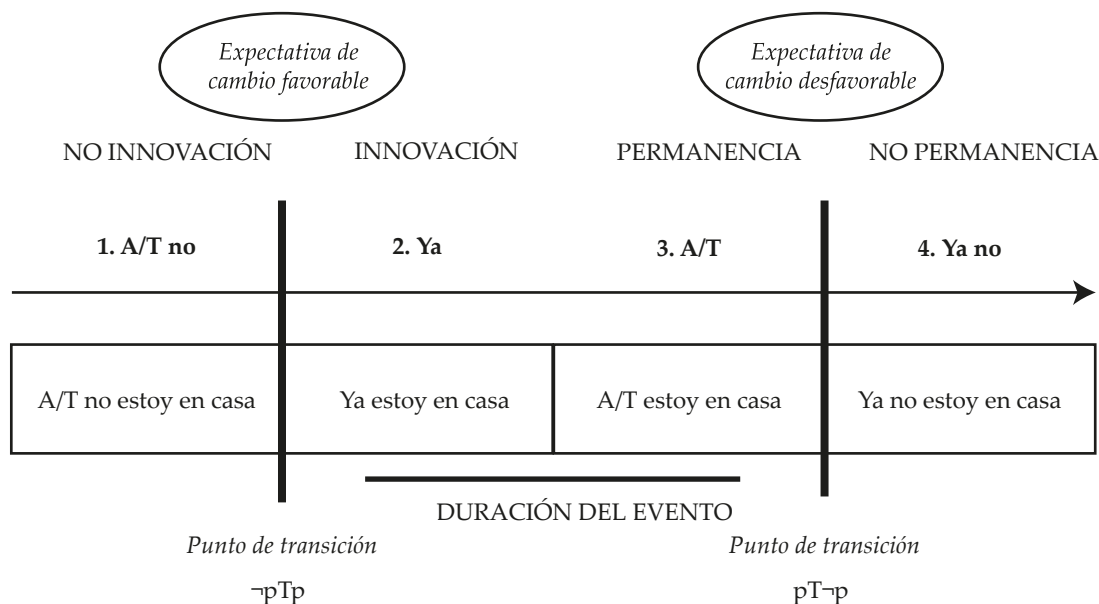 Expectativa de
cambio favorable
Expectativa de
cambio desfavorable
NO INNOVACIÓN
INNOVACIÓN
PERMANENCIA
NO PERMANENCIA
1. A/T no
2. Ya
3. A/T
4. Ya no
A/T no estoy en casa
Ya estoy en casa
A/T estoy en casa
Ya no estoy en casa
DURACIÓN DEL EVENTO
Punto de transición
Punto de transición
¬pTp
pT¬p